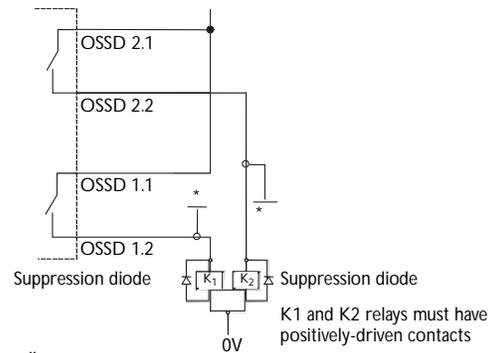 OSSD 2.1
OSSD 2.2
OSSD 1.1
*
*
OSSD 1.2
Suppression diode
K1
K2
Suppression diode
K1 and K2 relays must have
positively-driven contacts
0V